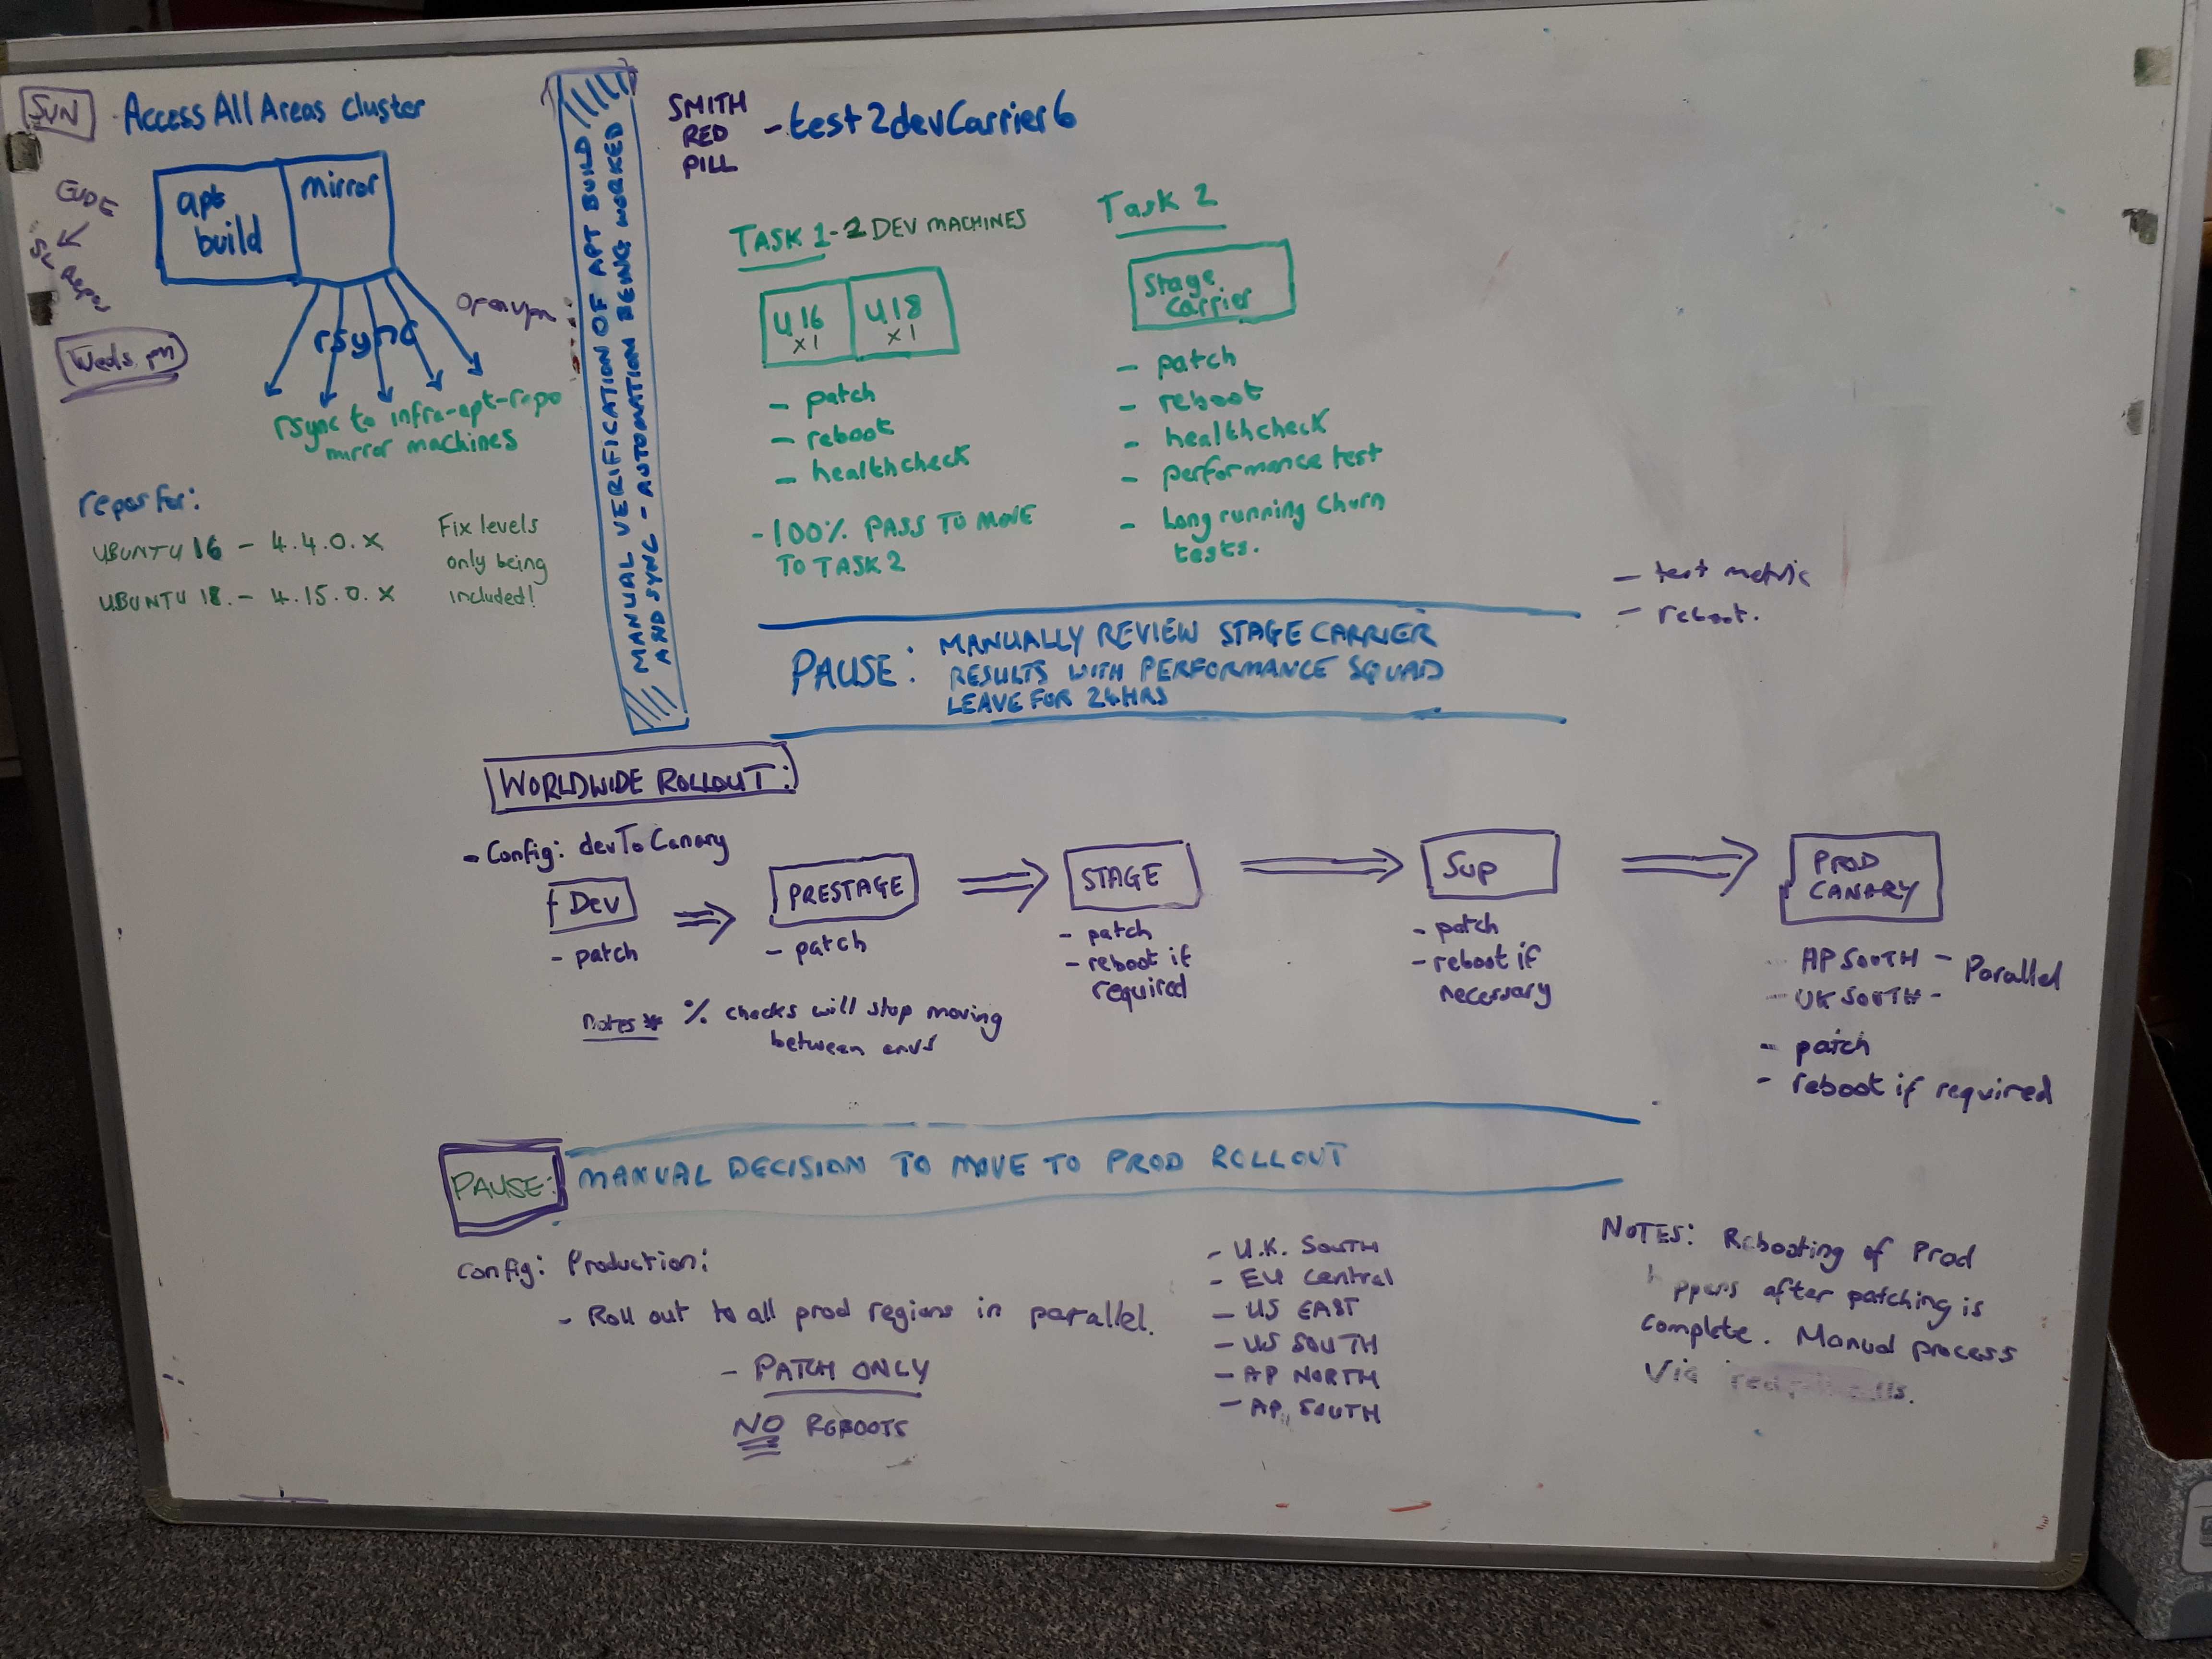 SUN
Access All Areas cluster
apt
build
mirror
rsync
openvpn
rsync to infra-apt-repo
mirror machines
Weds pm
repos for:
UBUNTU 16 - 4.4.0.x
UBUNTU 18. - 4.15.0.x
Fix levels
only being
included!
MANUAL VERIFICATION OF APT BUILD
AND SYNC - AUTOMATION BEING WORKED
SMITH
RED
PILL
- test2devCarrier6
TASK 1 - 2 DEV MACHINES
U16
x1
U18
x1
- patch
- reboot
- healthcheck
- 100% PASS TO MOVE
TO TASK 2
Task 2
Stage
Carrier
- patch
- reboot
- healthcheck
- performance test
- Long running Churn
tests.
- test metric
- reboot.
PAUSE: MANUALLY REVIEW STAGE CARRIER
RESULTS WITH PERFORMANCE SQUAD
LEAVE FOR 24HRS
WORLDWIDE ROLLOUT:
- Config: devToCanary
Dev
- patch
PRESTAGE
- patch
STAGE
- patch
- reboot if
required
Sup
- patch
- reboot if
necessary
PROD
CANARY
- AP SOUTH - Parallel
- UK SOUTH -
- patch
- reboot if required
Notes * % checks will stop moving
between envs
PAUSE: MANUAL DECISION TO MOVE TO PROD ROLLOUT
Config: Production:
- Roll out to all prod regions in parallel.
- PATCH ONLY
NO REBOOTS
- U.K. SOUTH
- EU Central
- US EAST
- US SOUTH
- AP NORTH
- AP SOUTH
NOTES: Rebooting of Prod
happens after patching is
complete. Manual process
Via